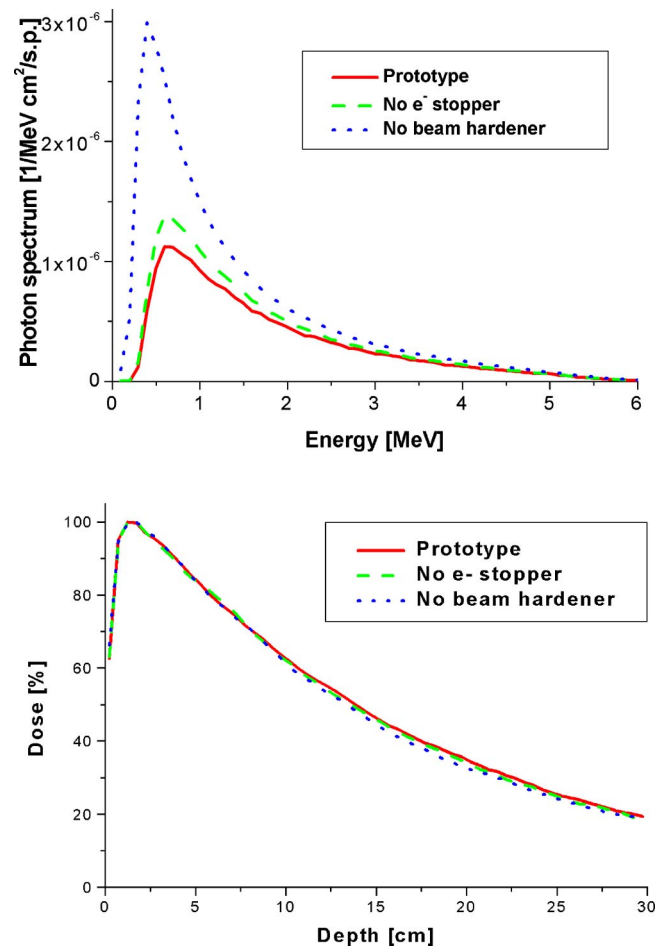 3x10⁻⁶
2x10⁻⁶
1x10⁻⁶
0
Photon spectrum [1/MeV cm²/s.p.]
Prototype
No e⁻ stopper
No beam hardener
0 1 2 3 4 5 6
Energy [MeV]
100
80
60
40
20
0
Dose [%]
Prototype
No e- stopper
No beam hardener
0 5 10 15 20 25 30
Depth [cm]